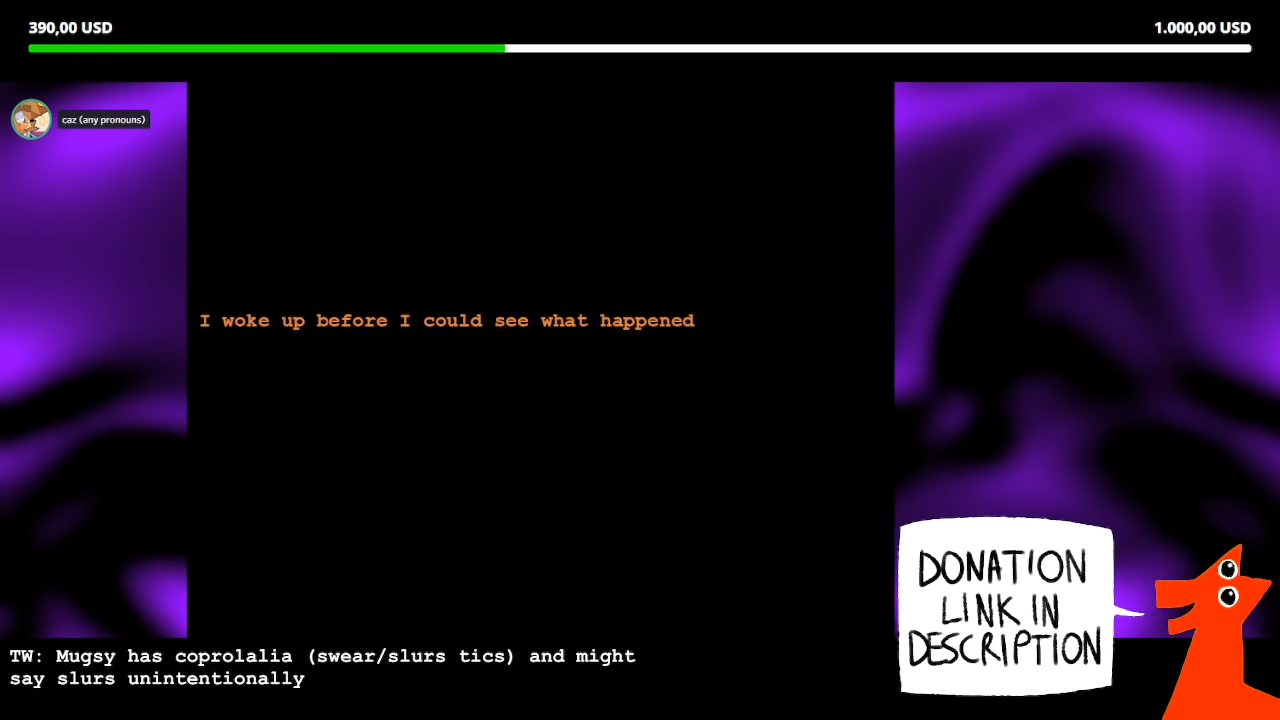 390,00 USD
1.000,00 USD
caz (any pronouns)
I woke up before I could see what happened
DONATION
LINK IN
DESCRIPTION
TW: Mugsy has coprolalia (swear/slurs tics) and might
say slurs unintentionally